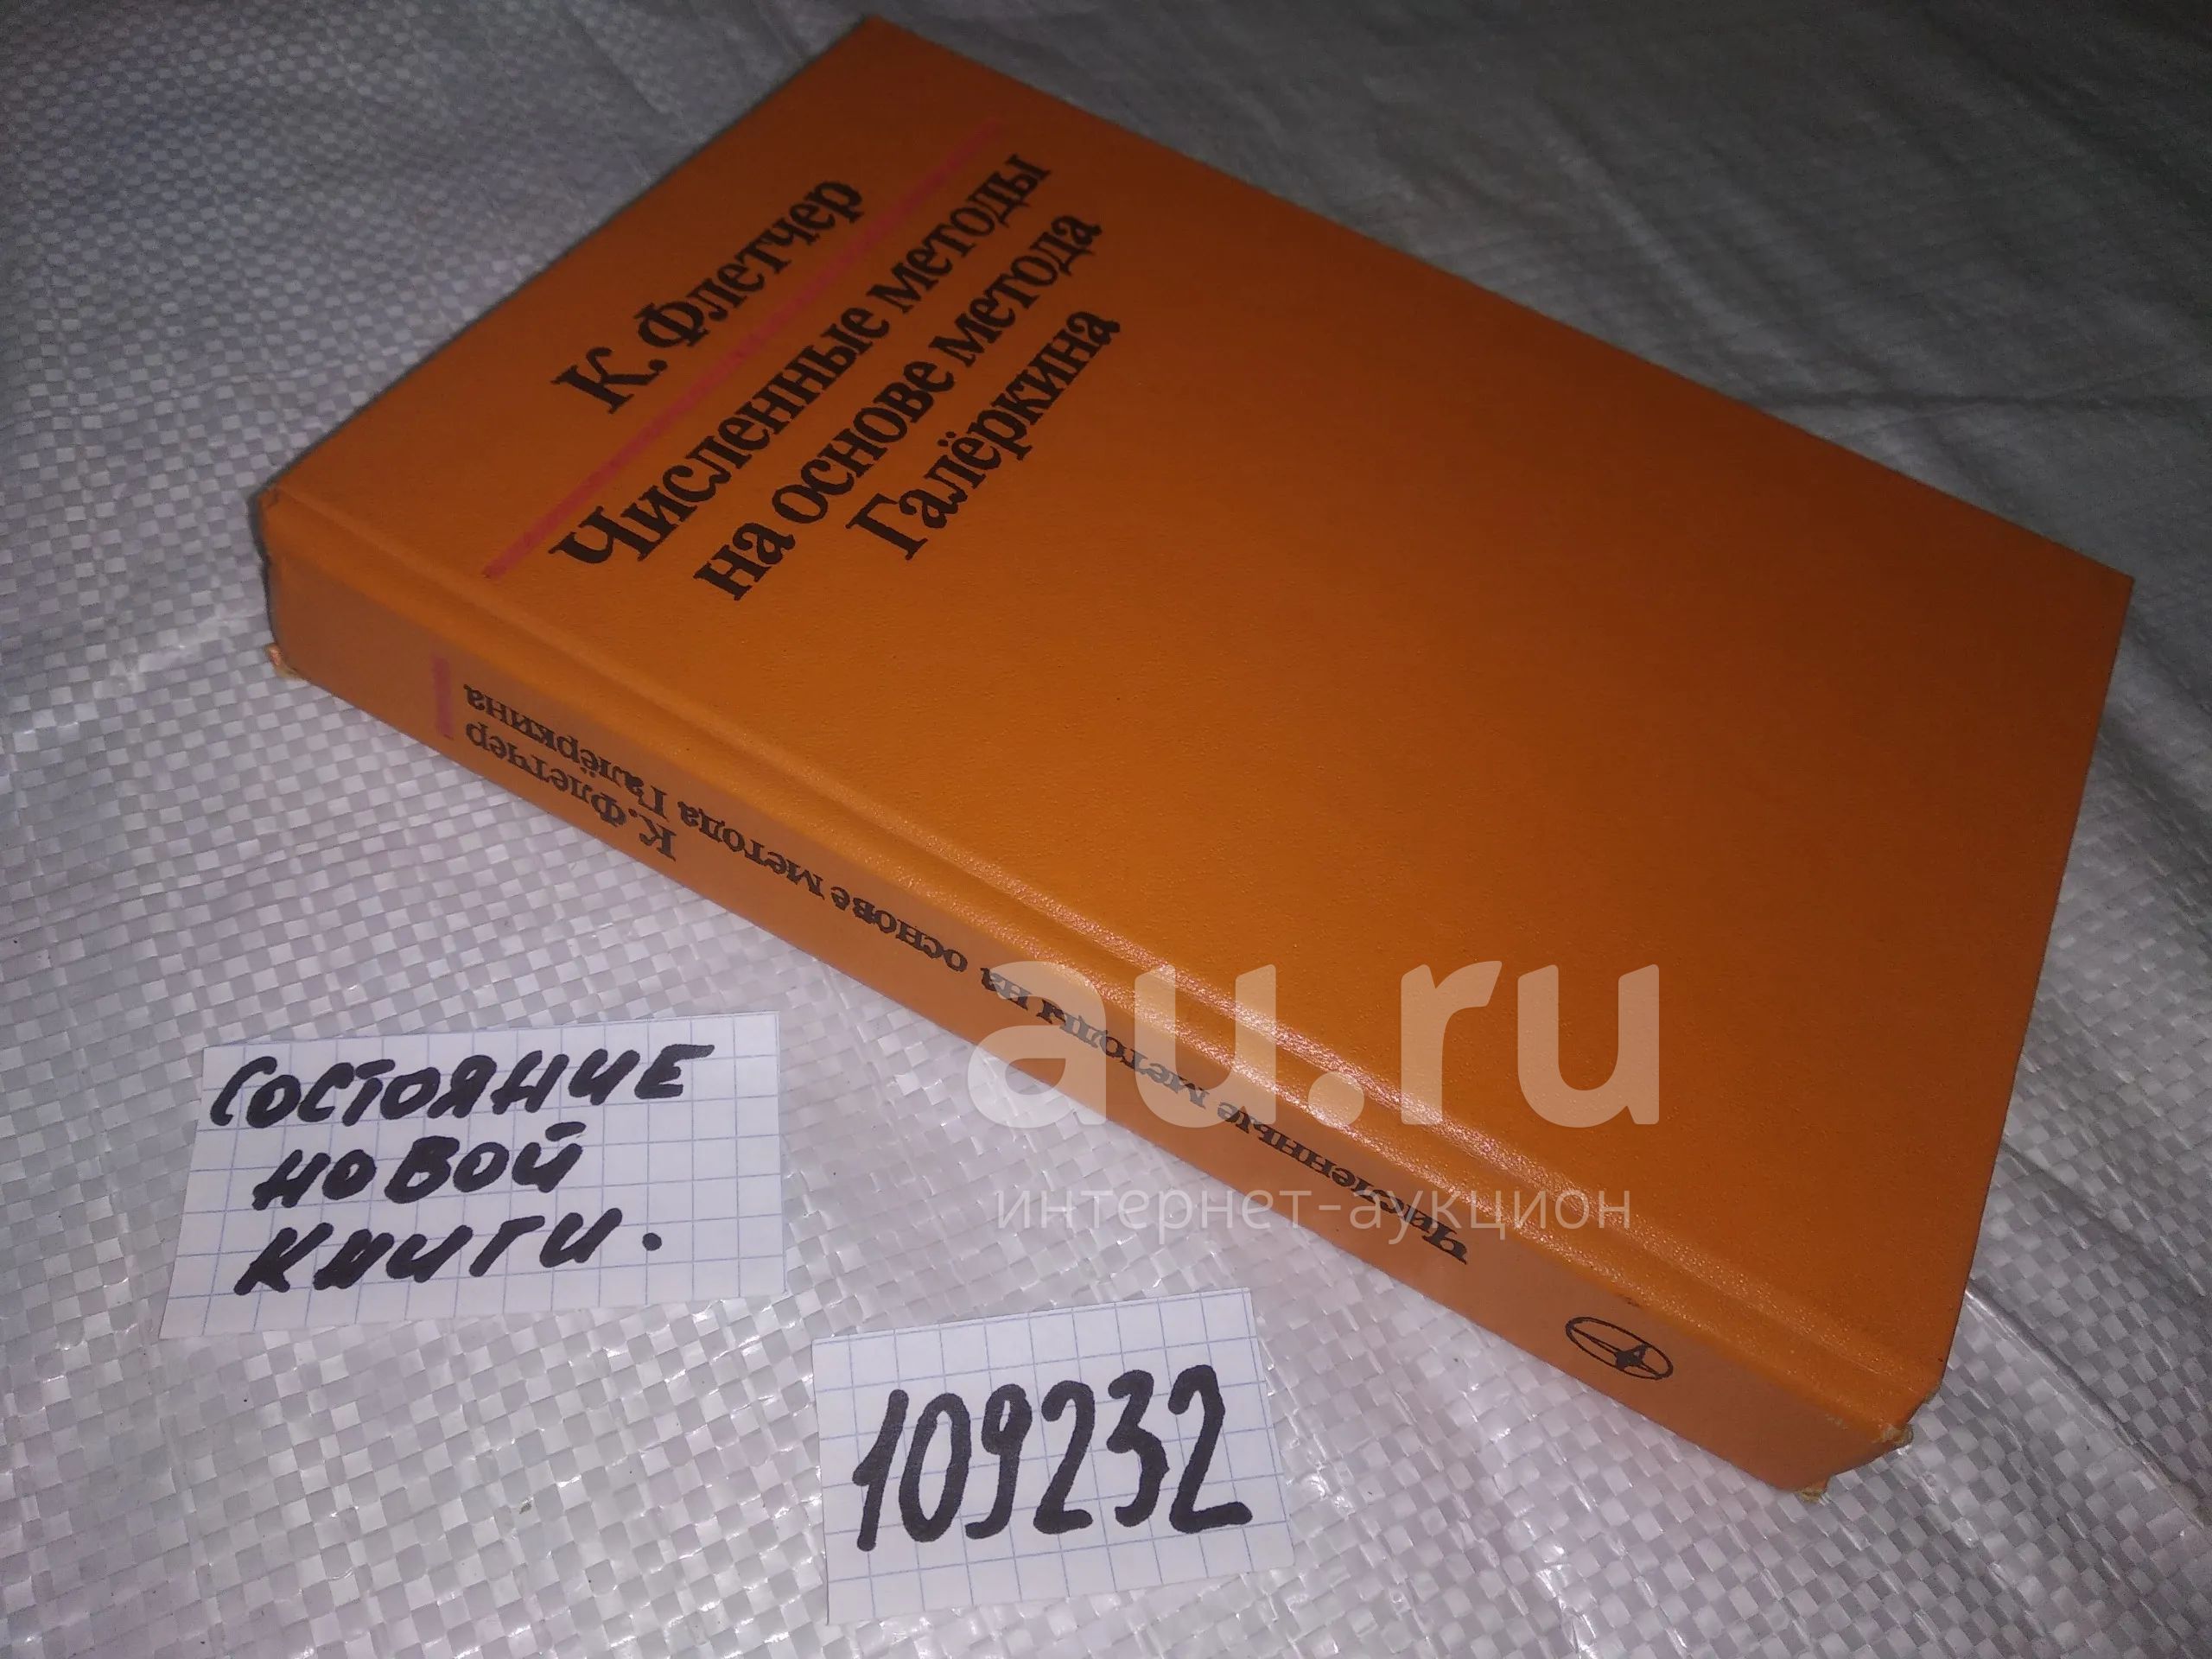 К. Флетчер
Численные методы
на основе метода
Галёркина
К. Флетчер
Численные методы на основе метода Галёркина
au.ru
интернет-аукцион
СОСТОЯНИЕ
НОВОЙ
КНИГИ.
109232